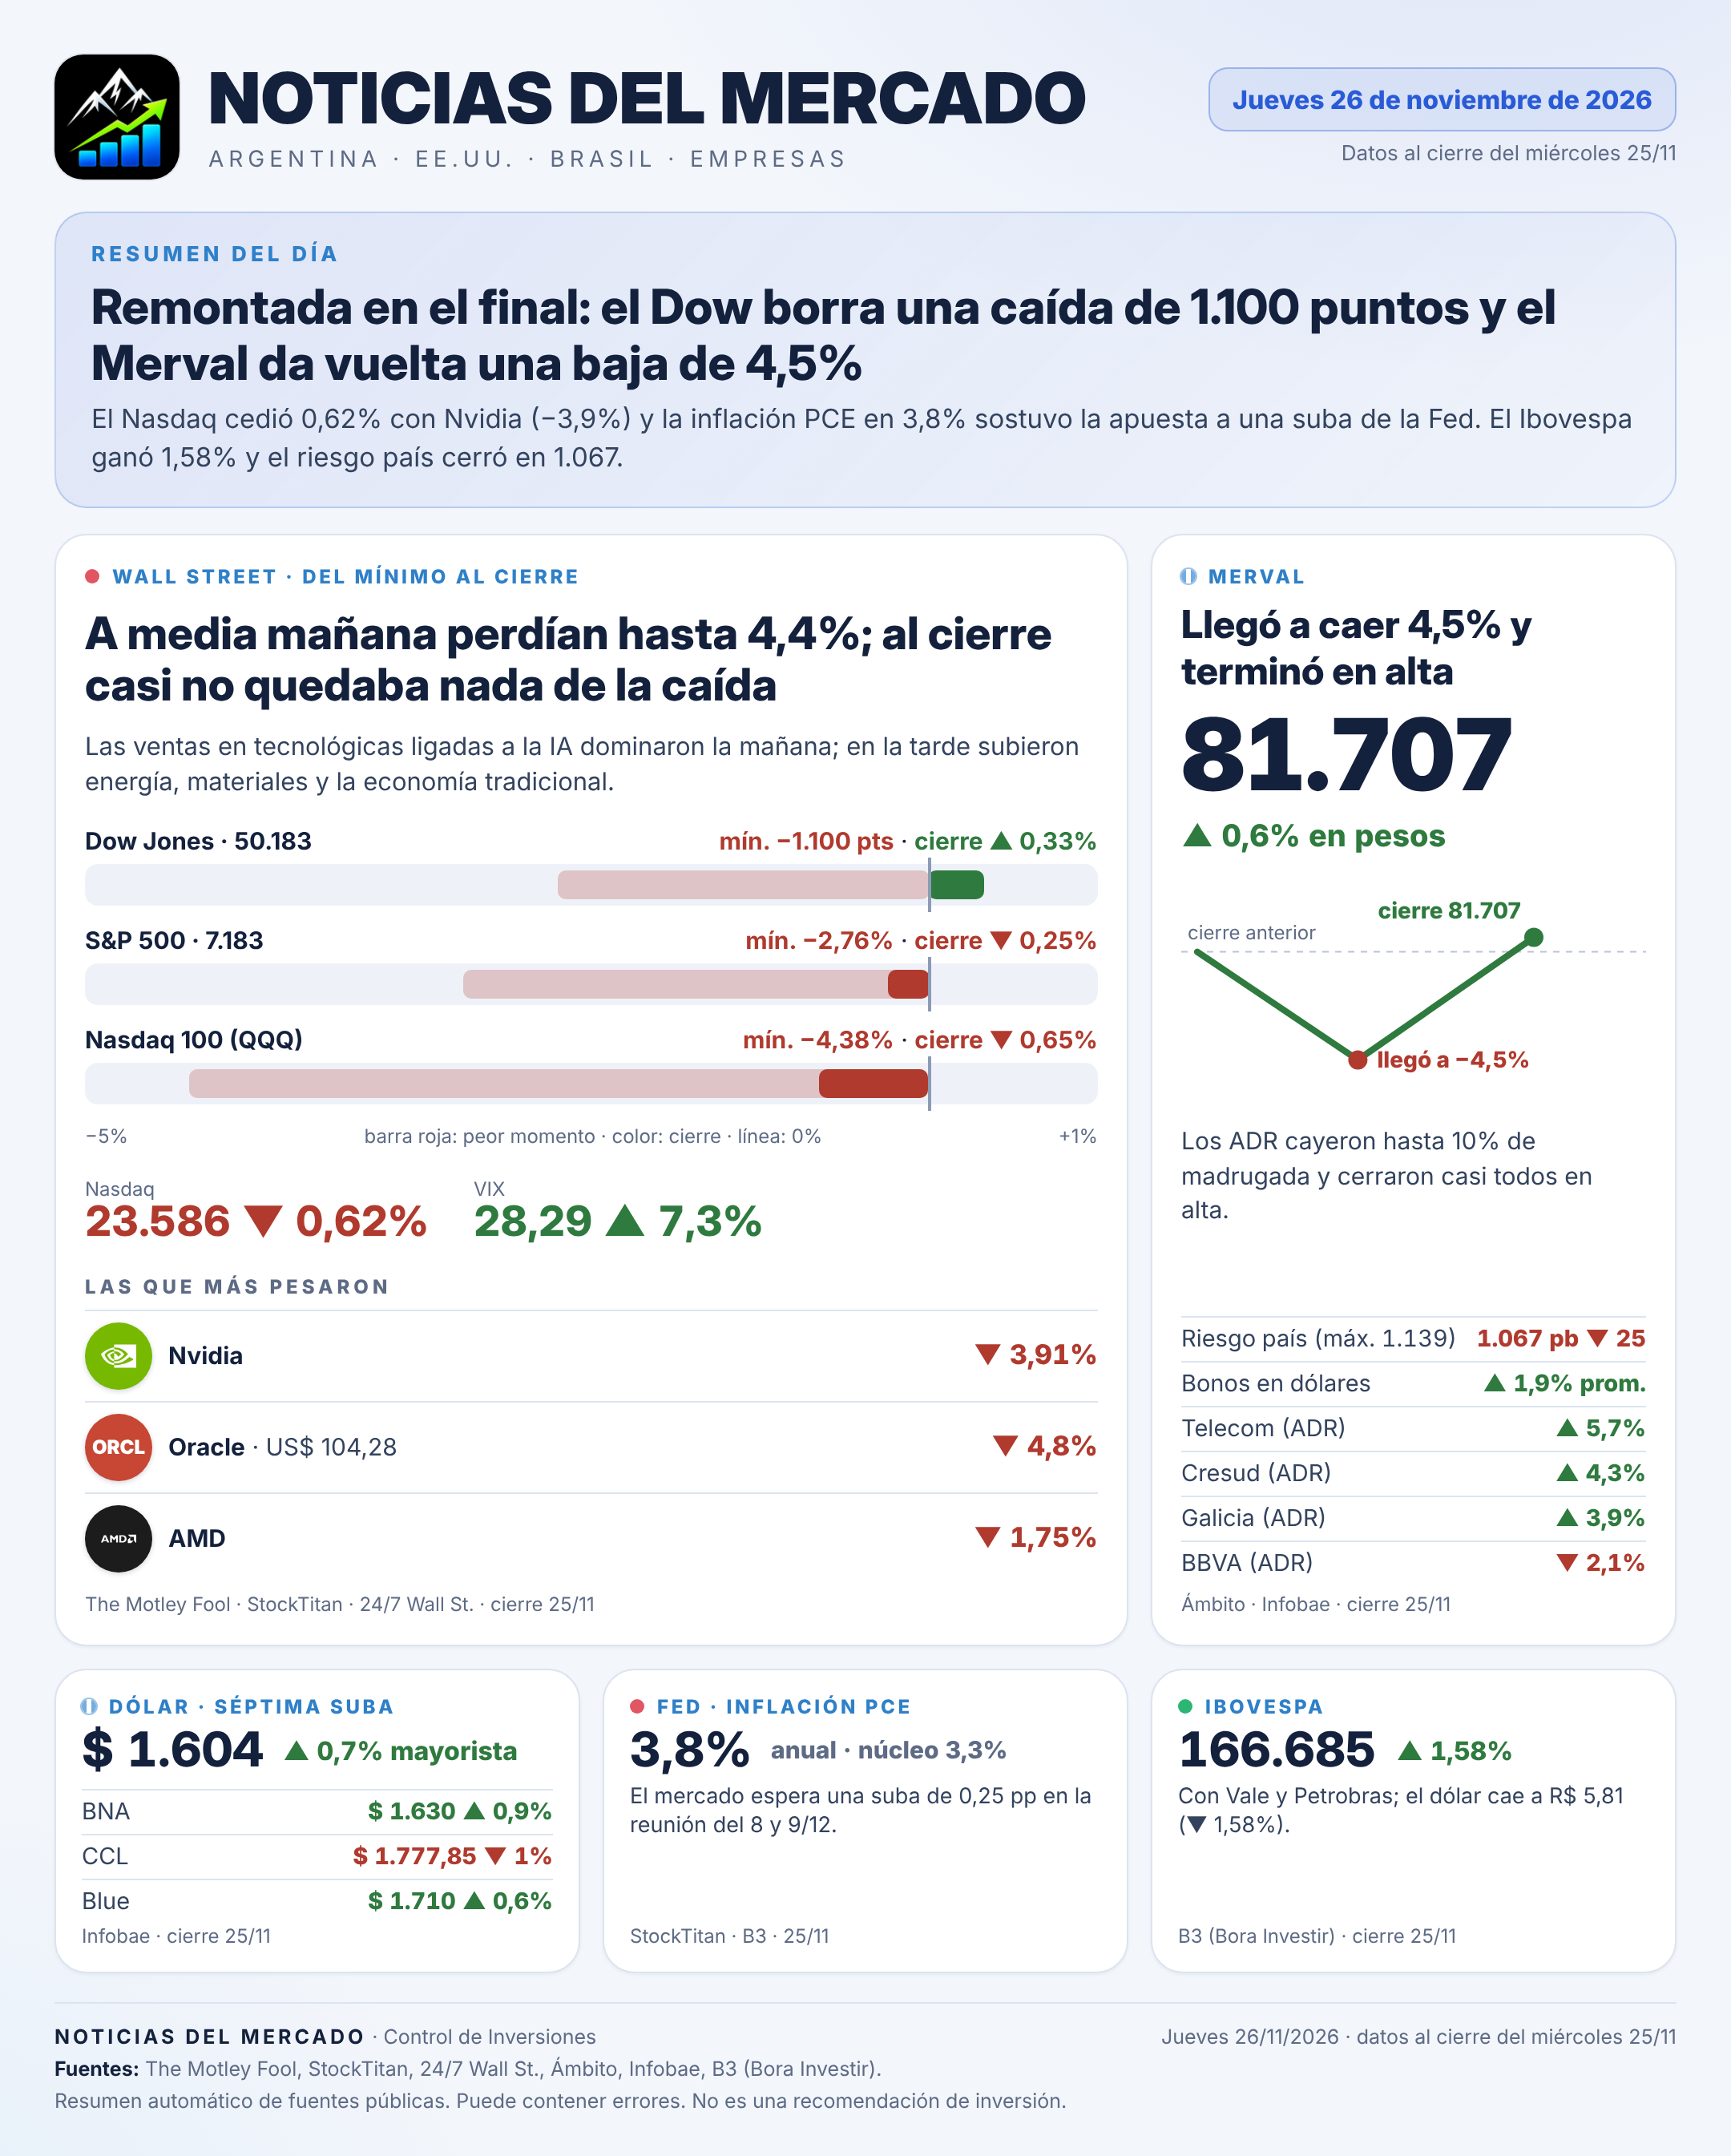 NOTICIAS DEL MERCADO
ARGENTINA · EE.UU. · BRASIL · EMPRESAS
Jueves 26 de noviembre de 2026
Datos al cierre del miércoles 25/11
RESUMEN DEL DÍA
Remontada en el final: el Dow borra una caída de 1.100 puntos y el
Merval da vuelta una baja de 4,5%
El Nasdaq cedió 0,62% con Nvidia (−3,9%) y la inflación PCE en 3,8% sostuvo la apuesta a una suba de la Fed. El Ibovespa
ganó 1,58% y el riesgo país cerró en 1.067.
WALL STREET · DEL MÍNIMO AL CIERRE
A media mañana perdían hasta 4,4%; al cierre
casi no quedaba nada de la caída
Las ventas en tecnológicas ligadas a la IA dominaron la mañana; en la tarde subieron
energía, materiales y la economía tradicional.
Dow Jones · 50.183 mín. −1.100 pts · cierre ▲ 0,33%
S&P 500 · 7.183 mín. −2,76% · cierre ▼ 0,25%
Nasdaq 100 (QQQ) mín. −4,38% · cierre ▼ 0,65%
−5% barra roja: peor momento · color: cierre · línea: 0% +1%
Nasdaq VIX
23.586 ▼ 0,62% 28,29 ▲ 7,3%
LAS QUE MÁS PESARON
Nvidia ▼ 3,91%
ORCL Oracle · US$ 104,28 ▼ 4,8%
AMD AMD ▼ 1,75%
The Motley Fool · StockTitan · 24/7 Wall St. · cierre 25/11
MERVAL
Llegó a caer 4,5% y
terminó en alta
81.707
▲ 0,6% en pesos
cierre 81.707
cierre anterior
llegó a −4,5%
Los ADR cayeron hasta 10% de
madrugada y cerraron casi todos en
alta.
Riesgo país (máx. 1.139) 1.067 pb ▼ 25
Bonos en dólares ▲ 1,9% prom.
Telecom (ADR) ▲ 5,7%
Cresud (ADR) ▲ 4,3%
Galicia (ADR) ▲ 3,9%
BBVA (ADR) ▼ 2,1%
Ámbito · Infobae · cierre 25/11
DÓLAR · SÉPTIMA SUBA
$ 1.604 ▲ 0,7% mayorista
BNA $ 1.630 ▲ 0,9%
CCL $ 1.777,85 ▼ 1%
Blue $ 1.710 ▲ 0,6%
Infobae · cierre 25/11
FED · INFLACIÓN PCE
3,8% anual · núcleo 3,3%
El mercado espera una suba de 0,25 pp en la
reunión del 8 y 9/12.
StockTitan · B3 · 25/11
IBOVESPA
166.685 ▲ 1,58%
Con Vale y Petrobras; el dólar cae a R$ 5,81
(▼ 1,58%).
B3 (Bora Investir) · cierre 25/11
NOTICIAS DEL MERCADO · Control de Inversiones
Jueves 26/11/2026 · datos al cierre del miércoles 25/11
Fuentes: The Motley Fool, StockTitan, 24/7 Wall St., Ámbito, Infobae, B3 (Bora Investir).
Resumen automático de fuentes públicas. Puede contener errores. No es una recomendación de inversión.